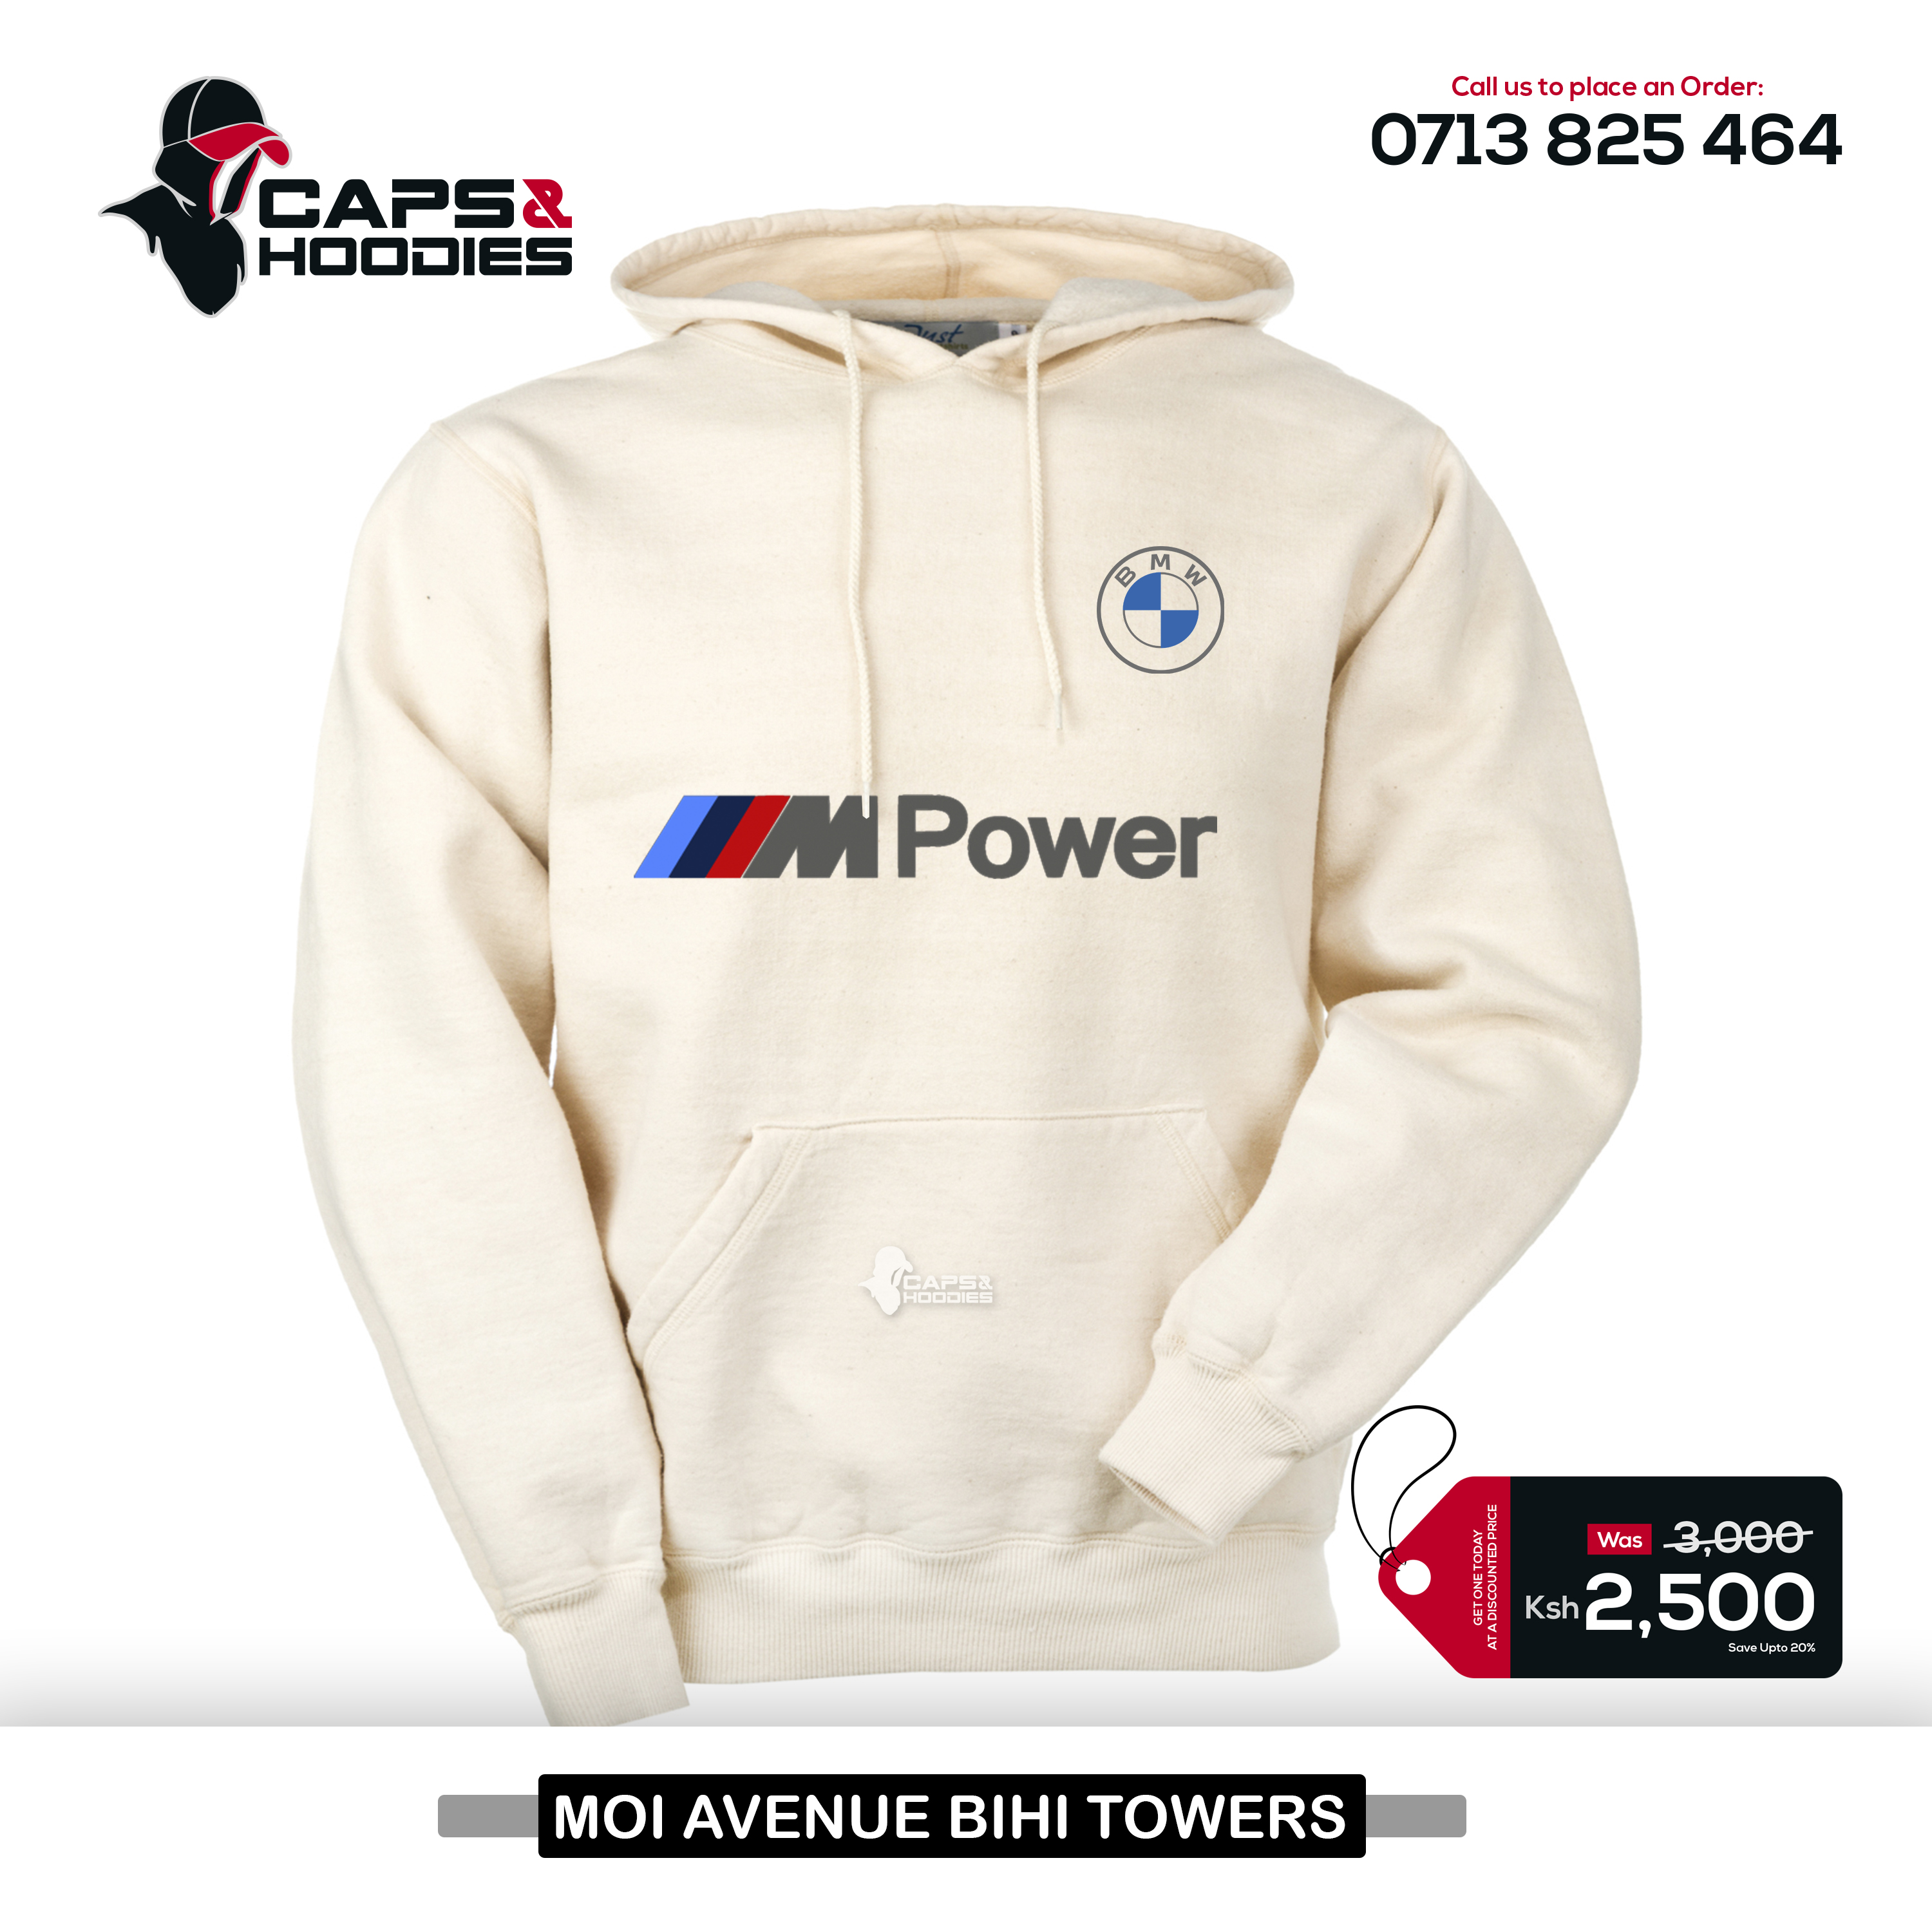 CAPS&
HOODIES
Call us to place an Order:
0713 825 464
Just
BMW
M Power
CAPS&
HOODIES
GET ONE TODAY
AT A DISCOUNTED PRICE
Was 3,000
Ksh 2,500
Save Upto 20%
MOI AVENUE BIHI TOWERS